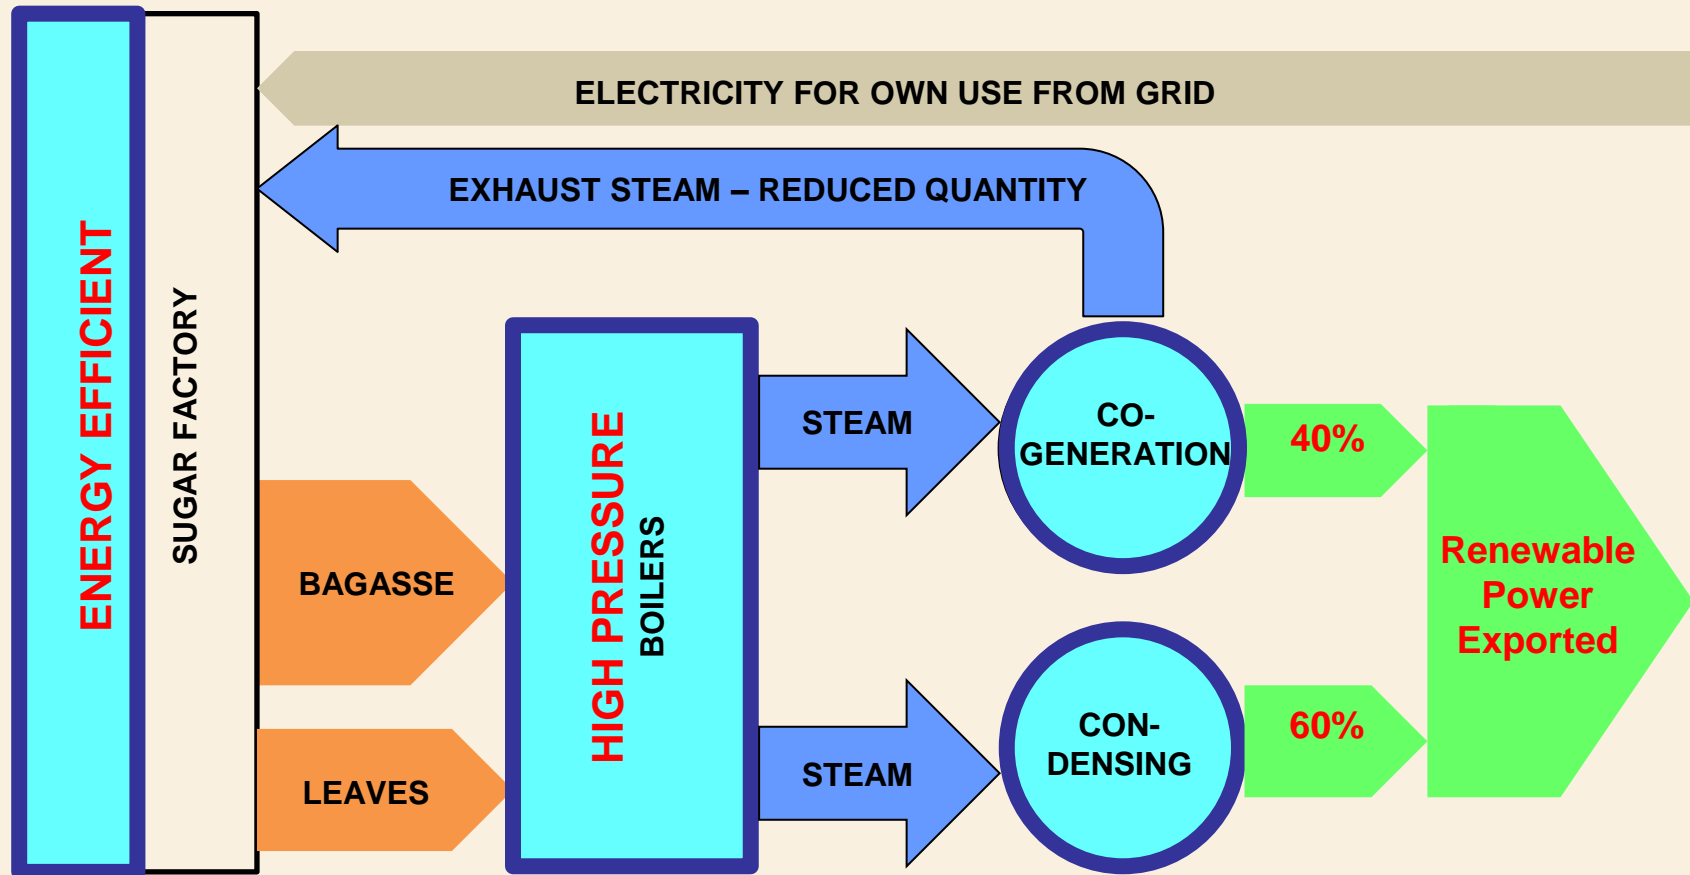 ENERGY EFFICIENT
SUGAR FACTORY
ELECTRICITY FOR OWN USE FROM GRID
EXHAUST STEAM – REDUCED QUANTITY
BAGASSE
LEAVES
HIGH PRESSURE
BOILERS
STEAM
STEAM
CO-
GENERATION
CON-
DENSING
40%
60%
Renewable
Power
Exported